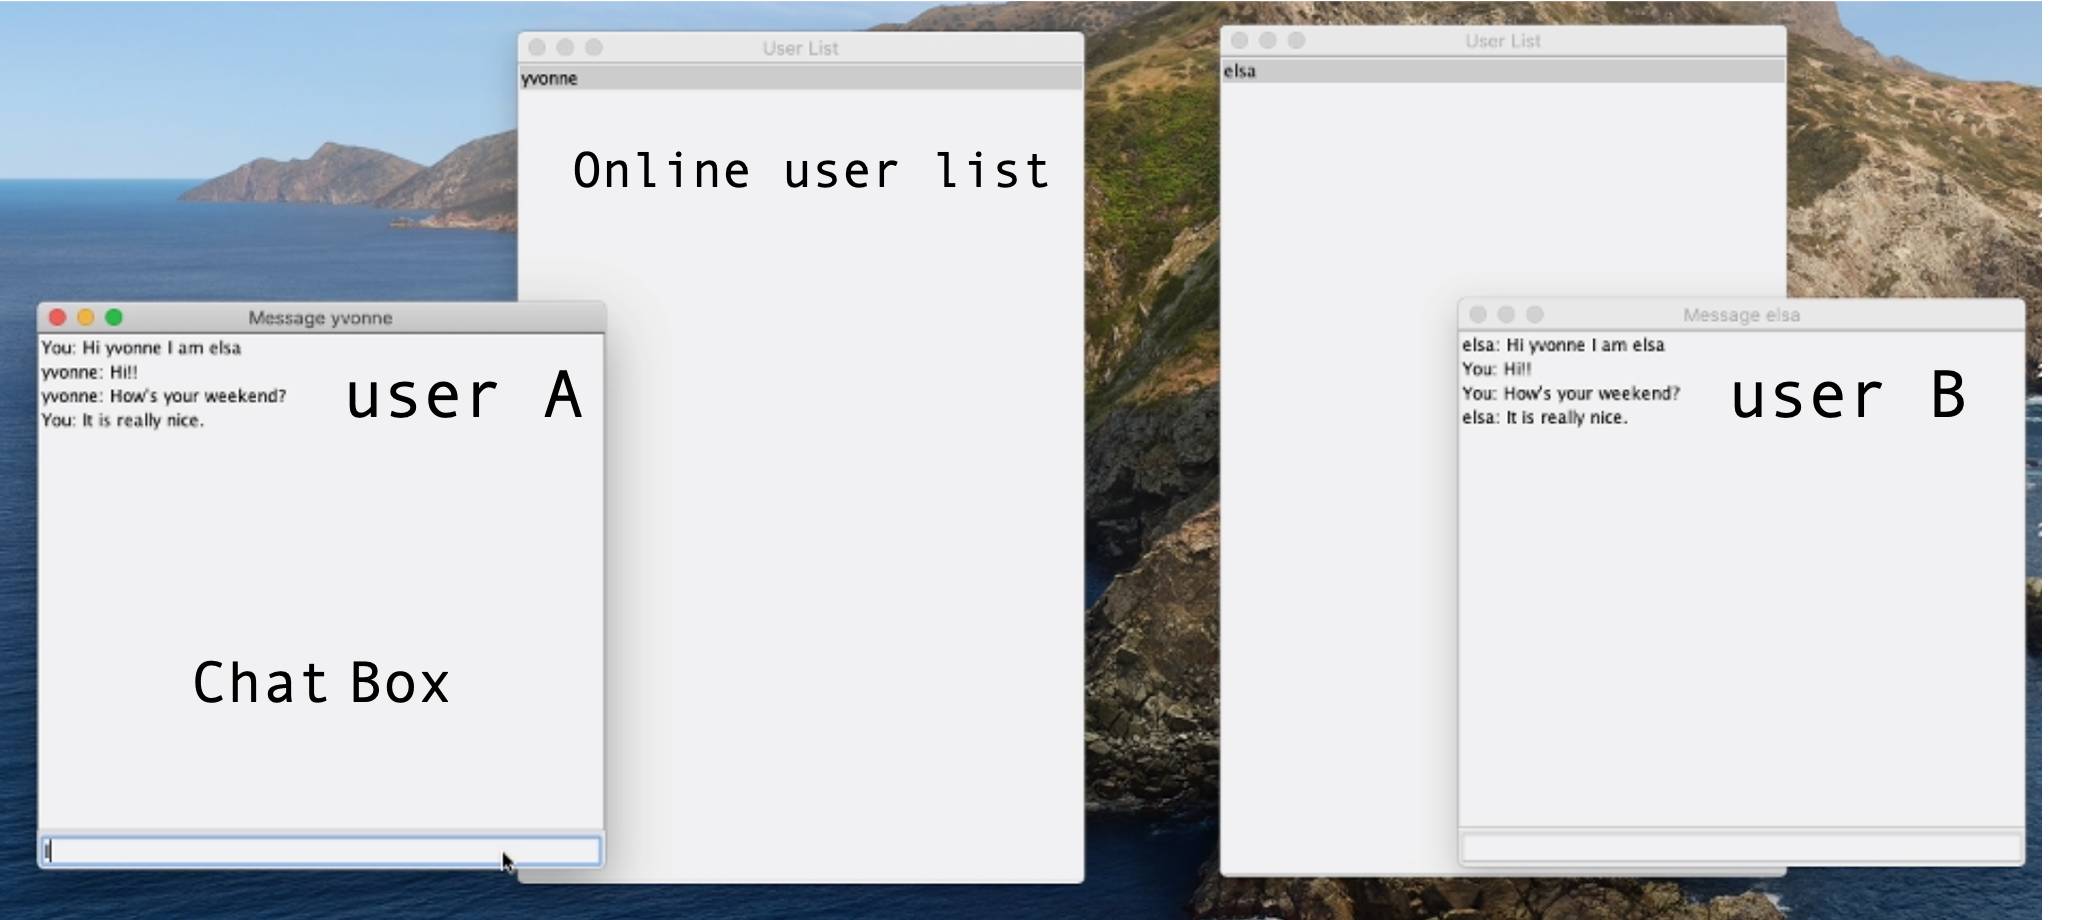 User List
yvonne
Online user list
Message yvonne
You: Hi yvonne I am elsa
yvonne: Hi!!
yvonne: How's your weekend?
You: It is really nice.
user A
Chat Box
User List
elsa
Message elsa
elsa: Hi yvonne I am elsa
You: Hi!!
You: How's your weekend?
elsa: It is really nice.
user B